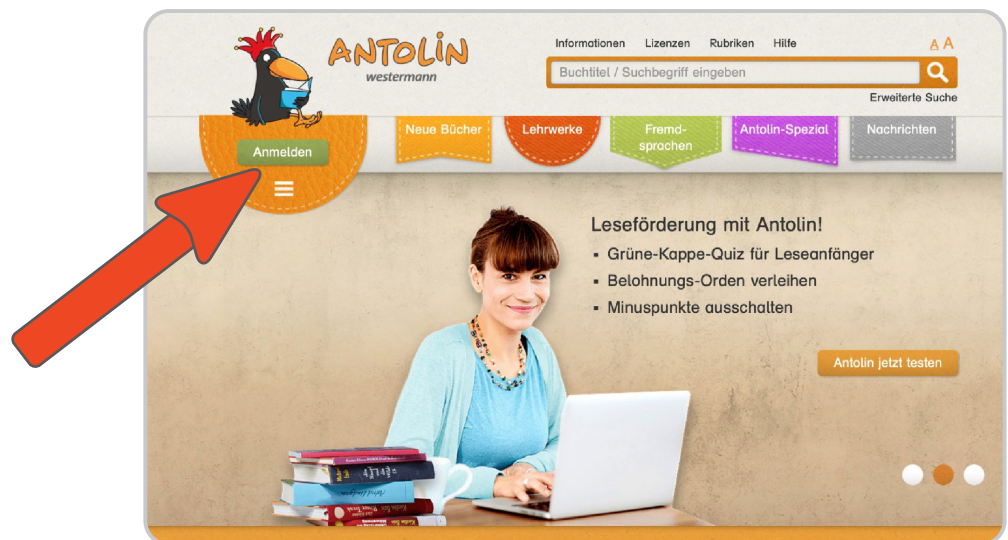 ANTOLIN
westermann
Informationen Lizenzen Rubriken Hilfe
A A
Buchtitel / Suchbegriff eingeben
Erweiterte Suche
Anmelden
Neue Bücher
Lehrwerke
Fremd-
sprachen
Antolin-Spezial
Nachrichten
Leseförderung mit Antolin!
▪ Grüne-Kappe-Quiz für Leseanfänger
▪ Belohnungs-Orden verleihen
▪ Minuspunkte ausschalten
Antolin jetzt testen